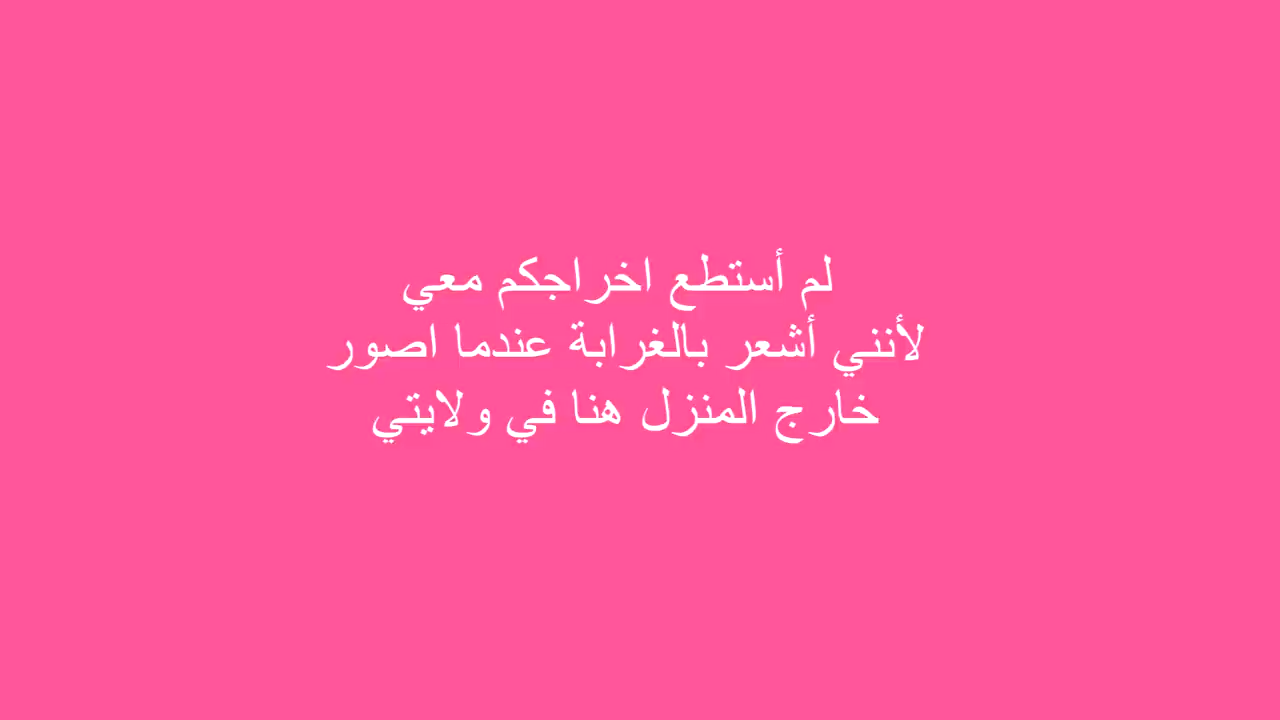 لم أستطع اخراجكم معي
لأنني أشعر بالغرابة عندما اصور
خارج المنزل هنا في ولايتي